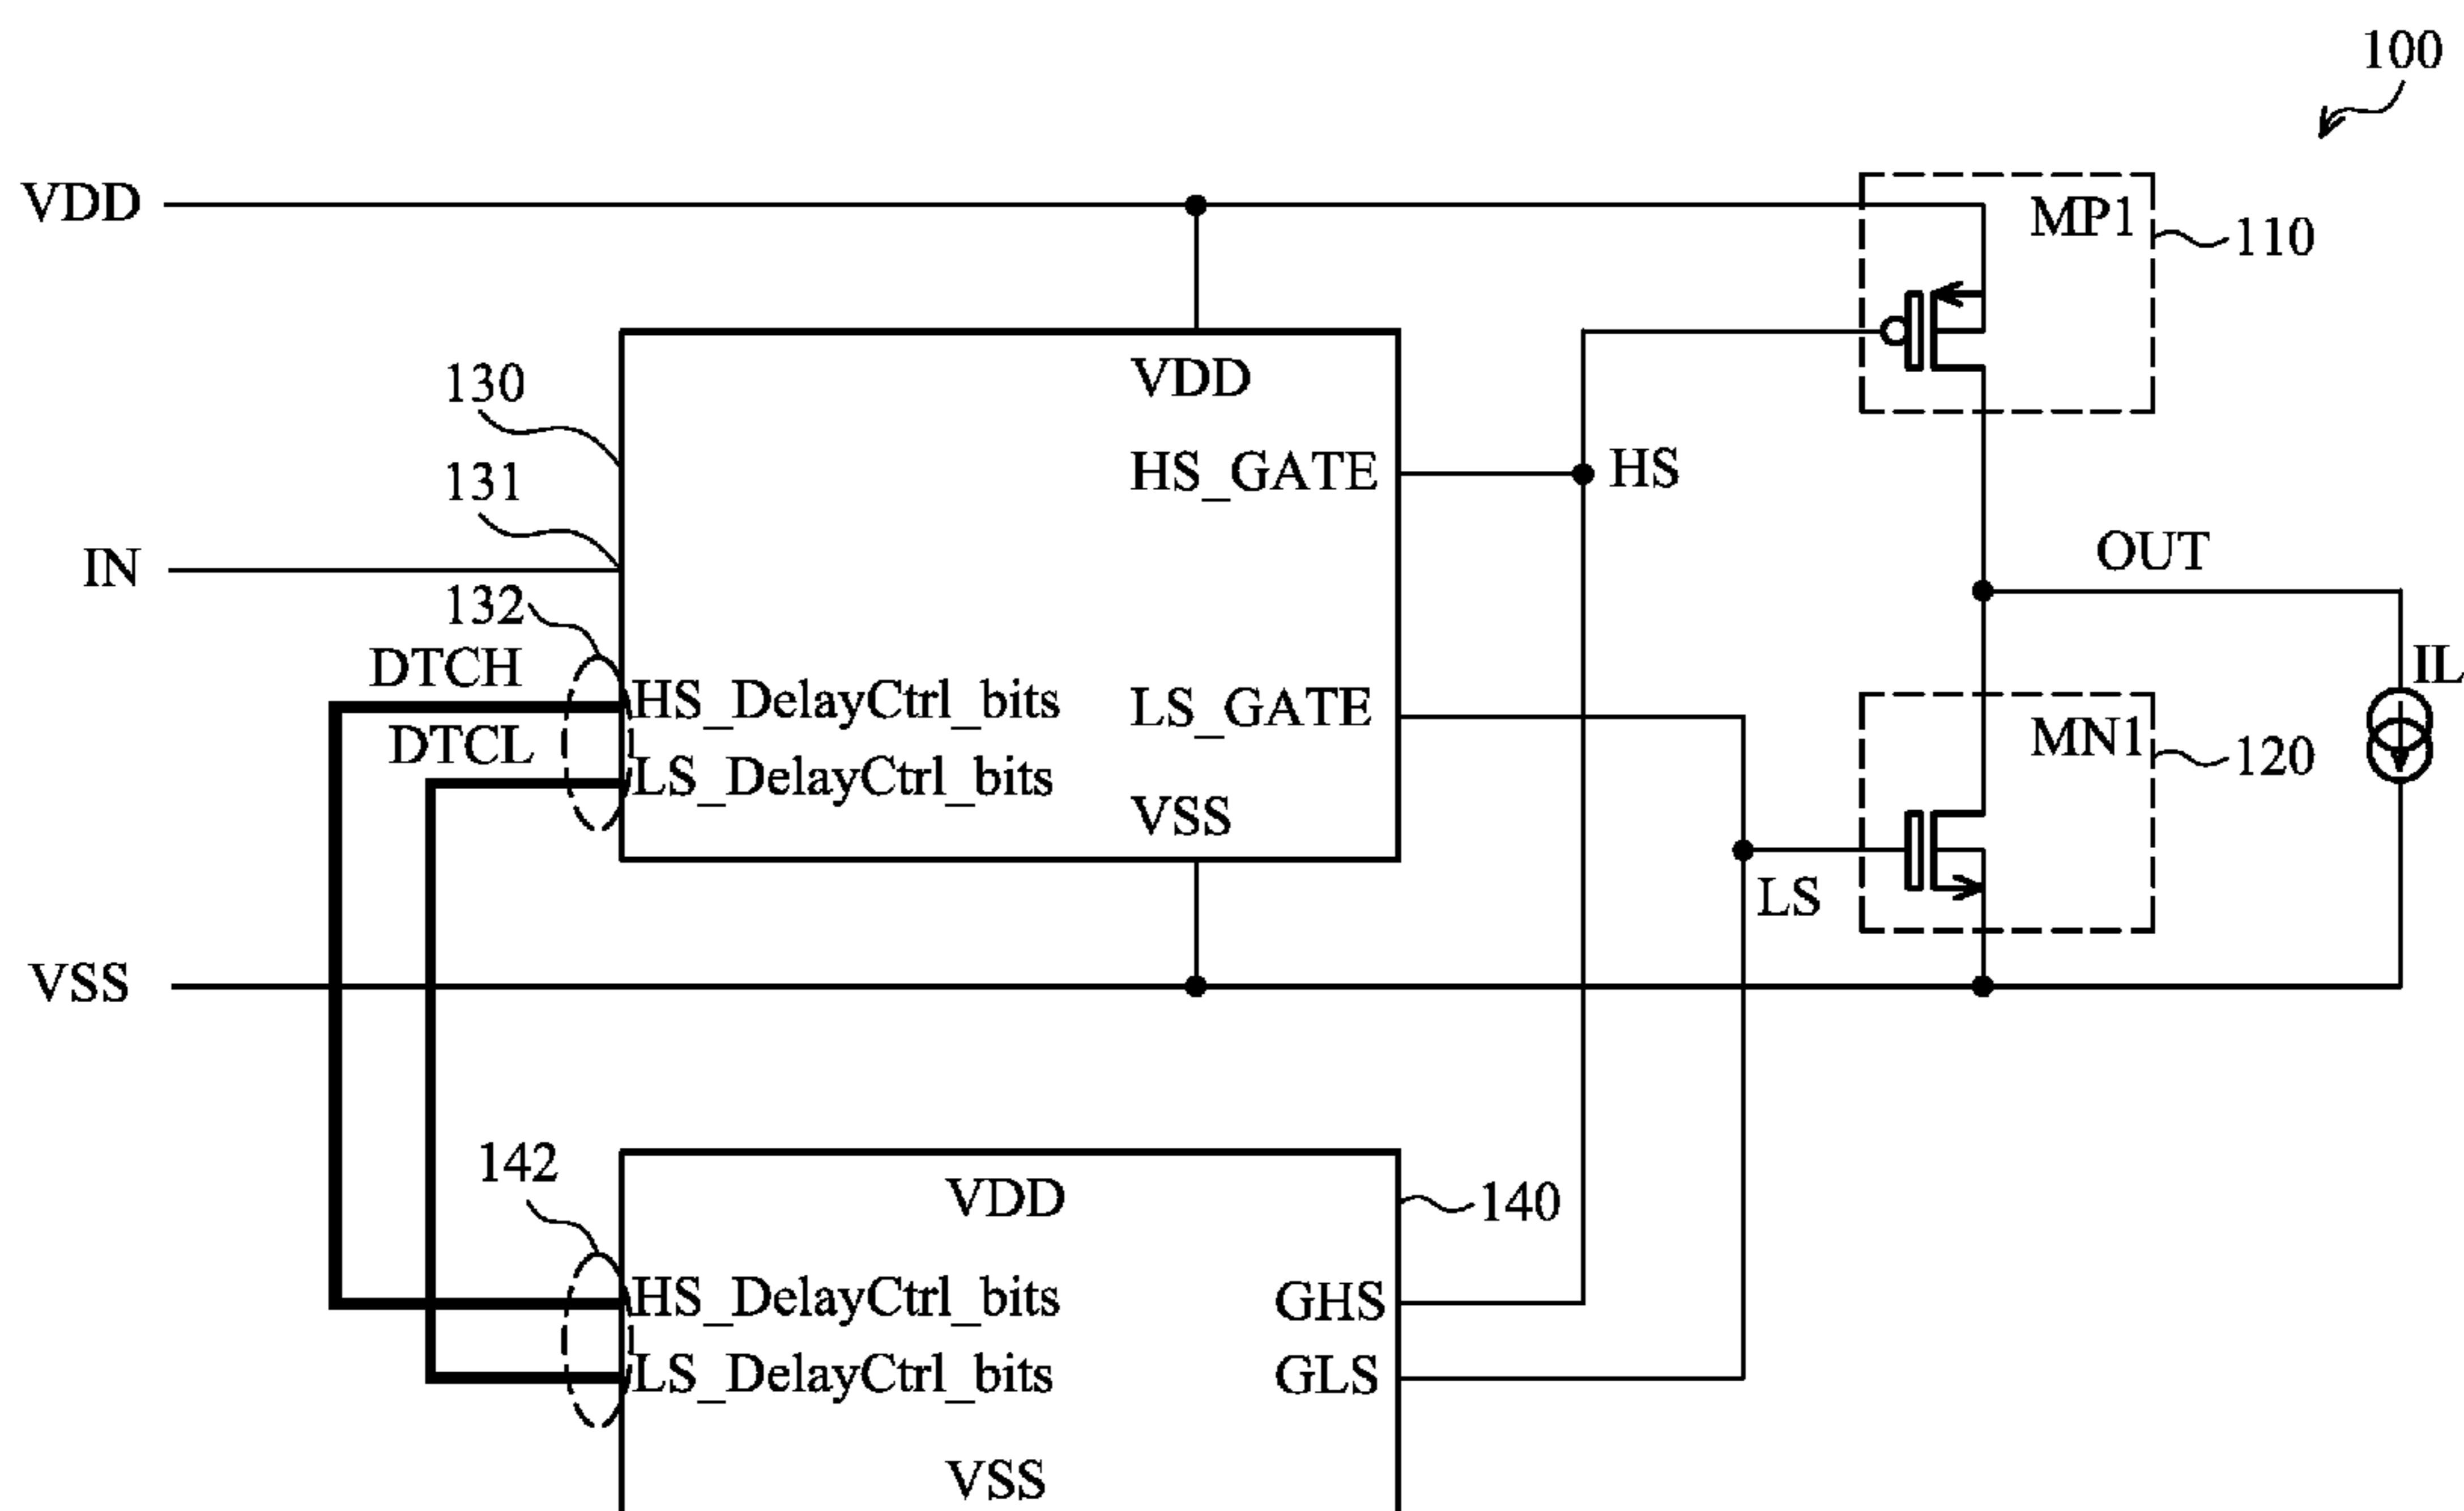 100
VDD
MP1
110
130
VDD
HS_GATE
HS
131
IN
OUT
132
DTCH
HS_DelayCtrl_bits
LS_GATE
IL
DTCL
LS_DelayCtrl_bits
MN1
120
VSS
LS
VSS
142
VDD
140
HS_DelayCtrl_bits
GHS
LS_DelayCtrl_bits
GLS
VSS